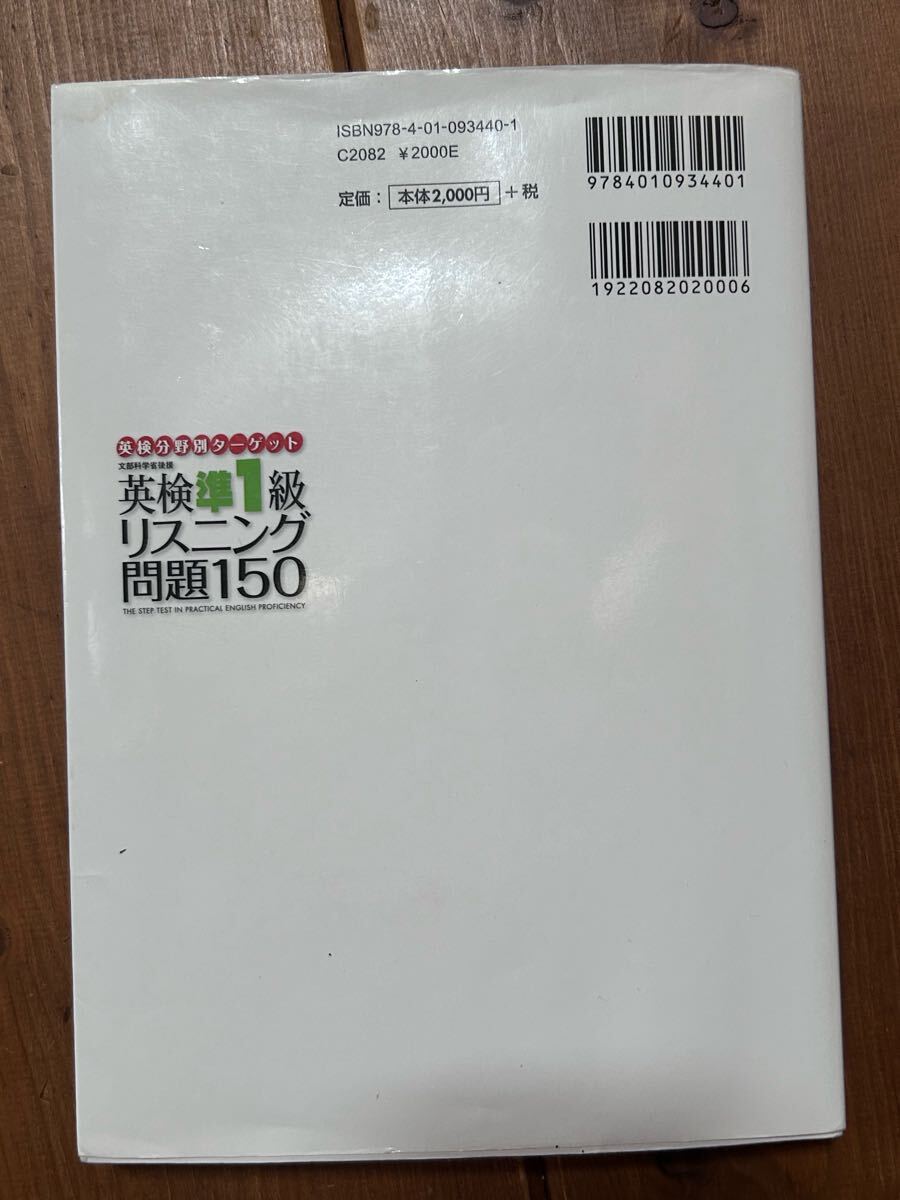 ISBN978-4-01-093440-1
C2082 ¥2000E
定価： 本体2,000円 +税
9784010934401
1922082020006
英検分野別ターゲット
文部科学省後援
英検準1級
リスニング
問題150
THE STEP TEST IN PRACTICAL ENGLISH PROFICIENCY